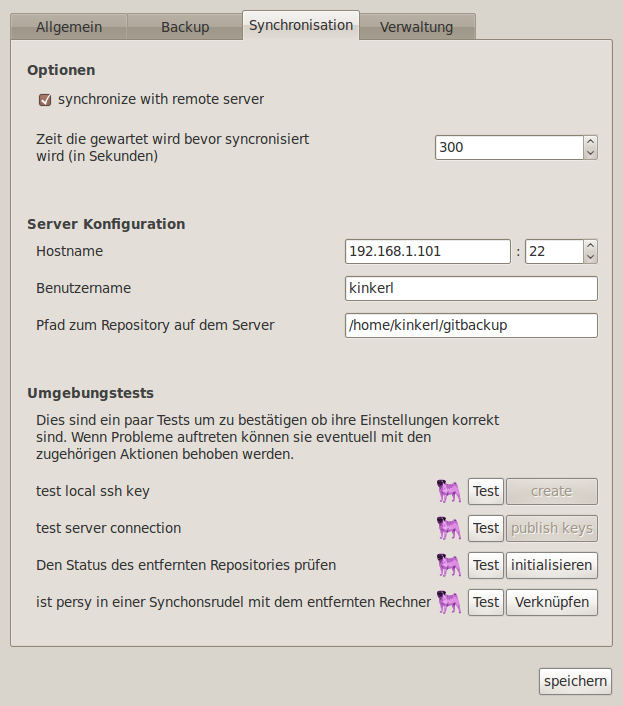 Allgemein Backup Synchronisation Verwaltung
Optionen
synchronize with remote server
Zeit die gewartet wird bevor syncronisiert
wird (in Sekunden)
300
Server Konfiguration
Hostname 192.168.1.101 : 22
Benutzername kinkerl
Pfad zum Repository auf dem Server /home/kinkerl/gitbackup
Umgebungstests
Dies sind ein paar Tests um zu bestätigen ob ihre Einstellungen korrekt
sind. Wenn Probleme auftreten können sie eventuell mit den
zugehörigen Aktionen behoben werden.
test local ssh key Test create
test server connection Test publish keys
Den Status des entfernten Repositories prüfen Test initialisieren
ist persy in einer Synchonsrudel mit dem entfernten Rechner Test Verknüpfen
speichern